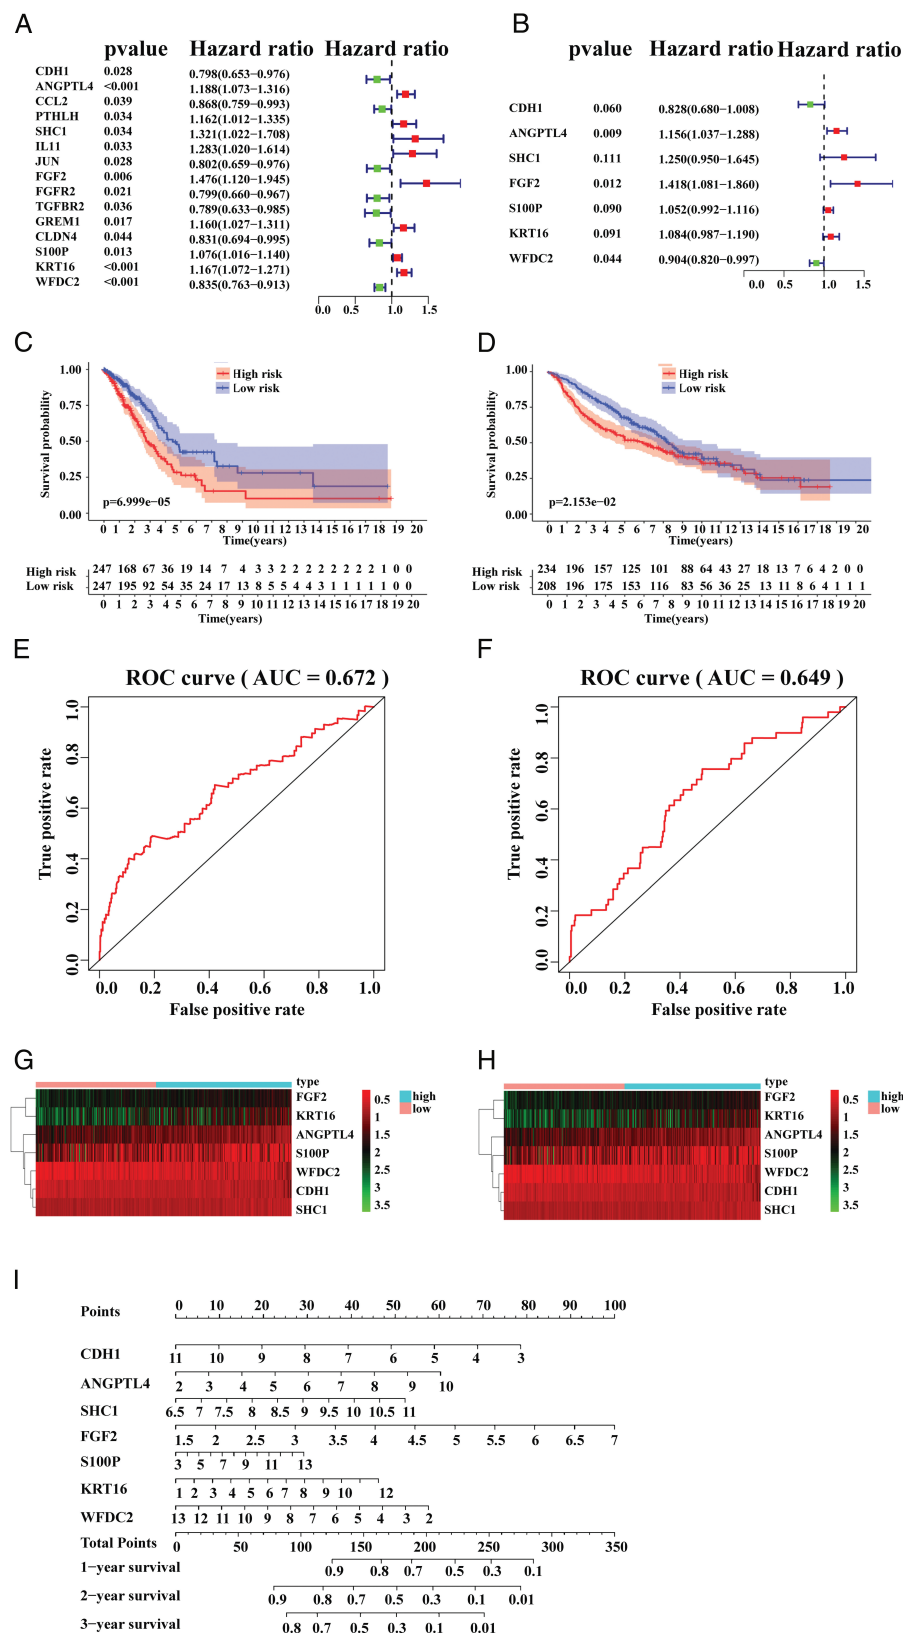 A
pvalue Hazard ratio Hazard ratio
CDH1 0.028 0.798(0.653−0.976)
ANGPTL4 <0.001 1.188(1.073−1.316)
CCL2 0.039 0.868(0.759−0.993)
PTHLH 0.034 1.162(1.012−1.335)
SHC1 0.034 1.321(1.022−1.708)
IL11 0.033 1.283(1.020−1.614)
JUN 0.028 0.802(0.659−0.976)
FGF2 0.006 1.476(1.120−1.945)
FGFR2 0.021 0.799(0.660−0.967)
TGFBR2 0.036 0.789(0.633−0.985)
GREM1 0.017 1.160(1.027−1.311)
CLDN4 0.044 0.831(0.694−0.995)
S100P 0.013 1.076(1.016−1.140)
KRT16 <0.001 1.167(1.072−1.271)
WFDC2 <0.001 0.835(0.763−0.913)
0.0 0.5 1.0 1.5
B
pvalue Hazard ratio Hazard ratio
CDH1 0.060 0.828(0.680−1.008)
ANGPTL4 0.009 1.156(1.037−1.288)
SHC1 0.111 1.250(0.950−1.645)
FGF2 0.012 1.418(1.081−1.860)
S100P 0.090 1.052(0.992−1.116)
KRT16 0.091 1.084(0.987−1.190)
WFDC2 0.044 0.904(0.820−0.997)
0.0 0.5 1.0 1.5
C
Survival probability
1.00
0.75
0.50
0.25
0.00
High risk
Low risk
p=6.999e−05
0 1 2 3 4 5 6 7 8 9 10 11 12 13 14 15 16 17 18 19 20
Time(years)
High risk 247 168 67 36 19 14 7 4 3 3 2 2 2 2 2 2 2 2 1 0 0
Low risk 247 195 92 54 35 24 17 13 8 5 5 4 3 1 1 1 1 1 1 0 0
0 1 2 3 4 5 6 7 8 9 10 11 12 13 14 15 16 17 18 19 20
Time(years)
D
Survival probability
1.00
0.75
0.50
0.25
0.00
High risk
Low risk
p=2.153e−02
0 1 2 3 4 5 6 7 8 9 10 11 12 13 14 15 16 17 18 19 20
Time(years)
High risk 234 196 157 125 101 88 64 43 27 18 13 7 6 4 2 0 0
Low risk 208 196 175 153 116 83 56 36 25 13 11 8 6 4 1 1 1
0 1 2 3 4 5 6 7 8 9 10 11 12 13 14 15 16 17 18 19 20
Time(years)
E
ROC curve ( AUC = 0.672 )
True positive rate
1.0
0.8
0.6
0.4
0.2
0.0
0.0 0.2 0.4 0.6 0.8 1.0
False positive rate
F
ROC curve ( AUC = 0.649 )
True positive rate
1.0
0.8
0.6
0.4
0.2
0.0
0.0 0.2 0.4 0.6 0.8 1.0
False positive rate
G
type
FGF2
KRT16
ANGPTL4
S100P
WFDC2
CDH1
SHC1
0.5
1
1.5
2
2.5
3
3.5
high
low
H
type
FGF2
KRT16
ANGPTL4
S100P
WFDC2
CDH1
SHC1
0.5
1
1.5
2
2.5
3
3.5
high
low
I
Points 0 10 20 30 40 50 60 70 80 90 100
CDH1 11 10 9 8 7 6 5 4 3
ANGPTL4 2 3 4 5 6 7 8 9 10
SHC1 6.5 7 7.5 8 8.5 9 9.5 10 10.5 11
FGF2 1.5 2 2.5 3 3.5 4 4.5 5 5.5 6 6.5 7
S100P 3 5 7 9 11 13
KRT16 1 2 3 4 5 6 7 8 9 10 12
WFDC2 13 12 11 10 9 8 7 6 5 4 3 2
Total Points 0 50 100 150 200 250 300 350
1−year survival 0.9 0.8 0.7 0.5 0.3 0.1
2−year survival 0.9 0.8 0.7 0.5 0.3 0.1 0.01
3−year survival 0.8 0.7 0.5 0.3 0.1 0.01